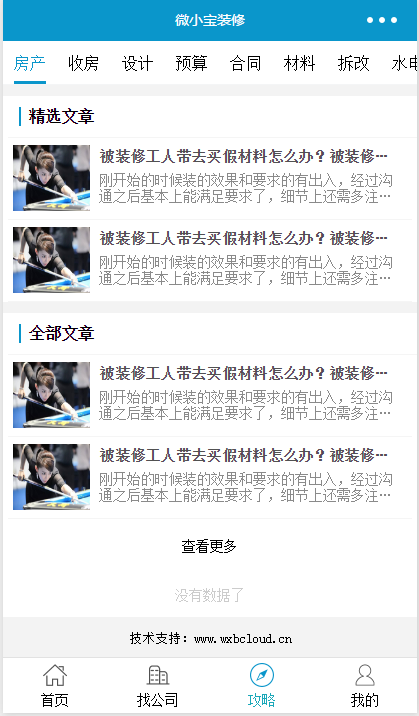 微小宝装修
房产 收房 设计 预算 合同 材料 拆改 水电
精选文章
被装修工人带去买假材料怎么办？被装修…
刚开始的时候装的效果和要求的有出入，经过沟
通之后基本上能满足要求了，细节上还需多注…
被装修工人带去买假材料怎么办？被装修…
刚开始的时候装的效果和要求的有出入，经过沟
通之后基本上能满足要求了，细节上还需多注…
全部文章
被装修工人带去买假材料怎么办？被装修…
刚开始的时候装的效果和要求的有出入，经过沟
通之后基本上能满足要求了，细节上还需多注…
被装修工人带去买假材料怎么办？被装修…
刚开始的时候装的效果和要求的有出入，经过沟
通之后基本上能满足要求了，细节上还需多注…
查看更多
没有数据了
技术支持：www.wxbcloud.cn
首页 找公司 攻略 我的